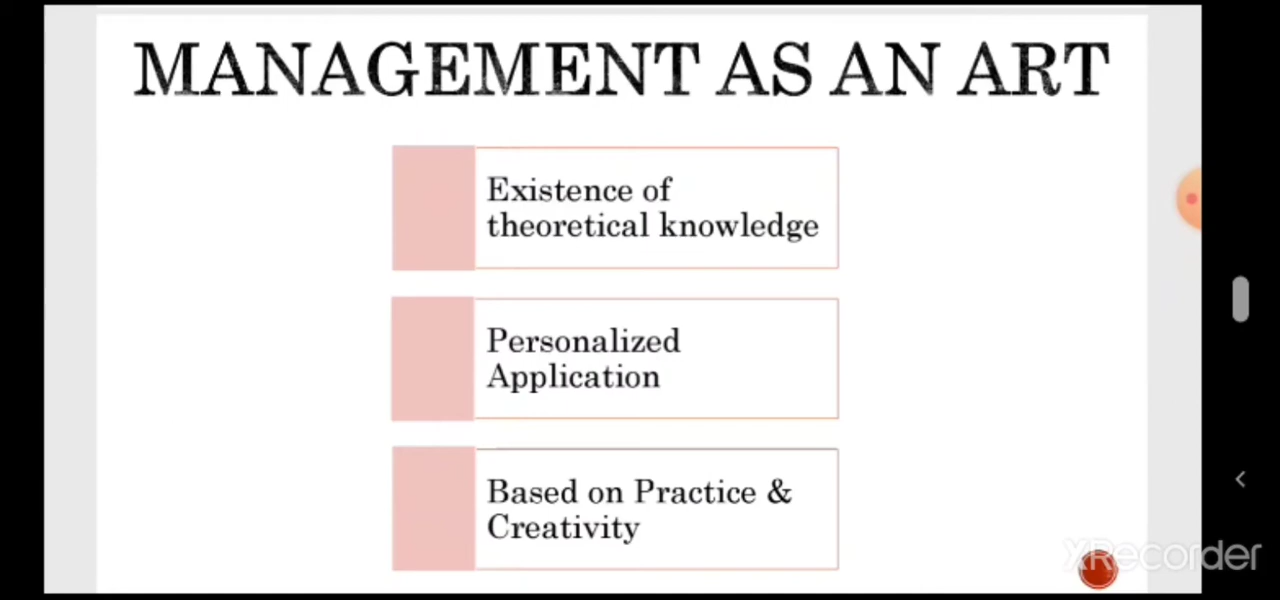 MANAGEMENT AS AN ART
Existence of
theoretical knowledge
Personalized
Application
Based on Practice &
Creativity
XRecorder